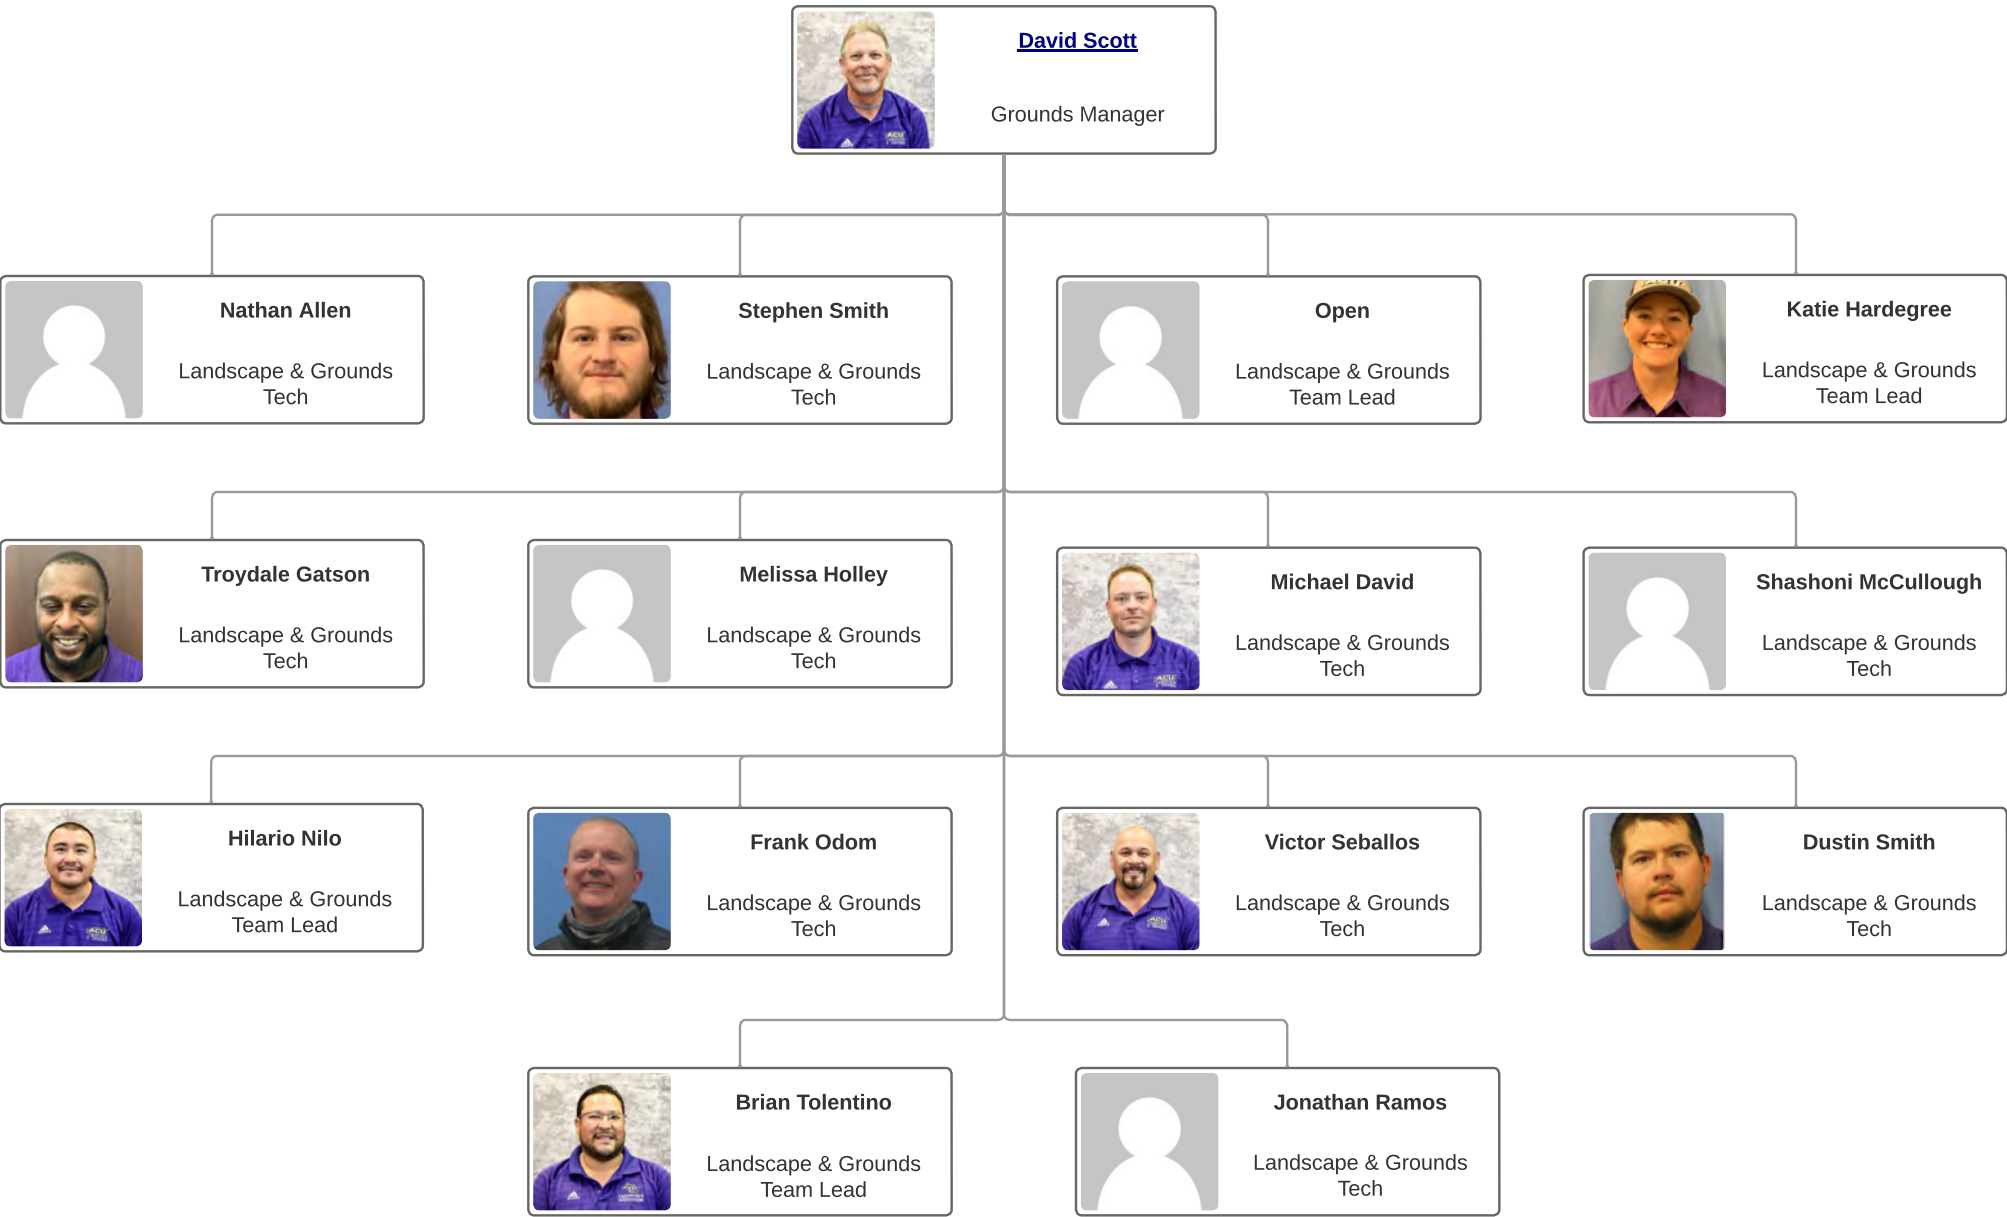 David Scott
Grounds Manager
Nathan Allen
Landscape & Grounds
Tech
Stephen Smith
Landscape & Grounds
Tech
Open
Landscape & Grounds
Team Lead
Katie Hardegree
Landscape & Grounds
Team Lead
Troydale Gatson
Landscape & Grounds
Tech
Melissa Holley
Landscape & Grounds
Tech
Michael David
Landscape & Grounds
Tech
Shashoni McCullough
Landscape & Grounds
Tech
Hilario Nilo
Landscape & Grounds
Team Lead
Frank Odom
Landscape & Grounds
Tech
Victor Seballos
Landscape & Grounds
Tech
Dustin Smith
Landscape & Grounds
Tech
Brian Tolentino
Landscape & Grounds
Team Lead
Jonathan Ramos
Landscape & Grounds
Tech